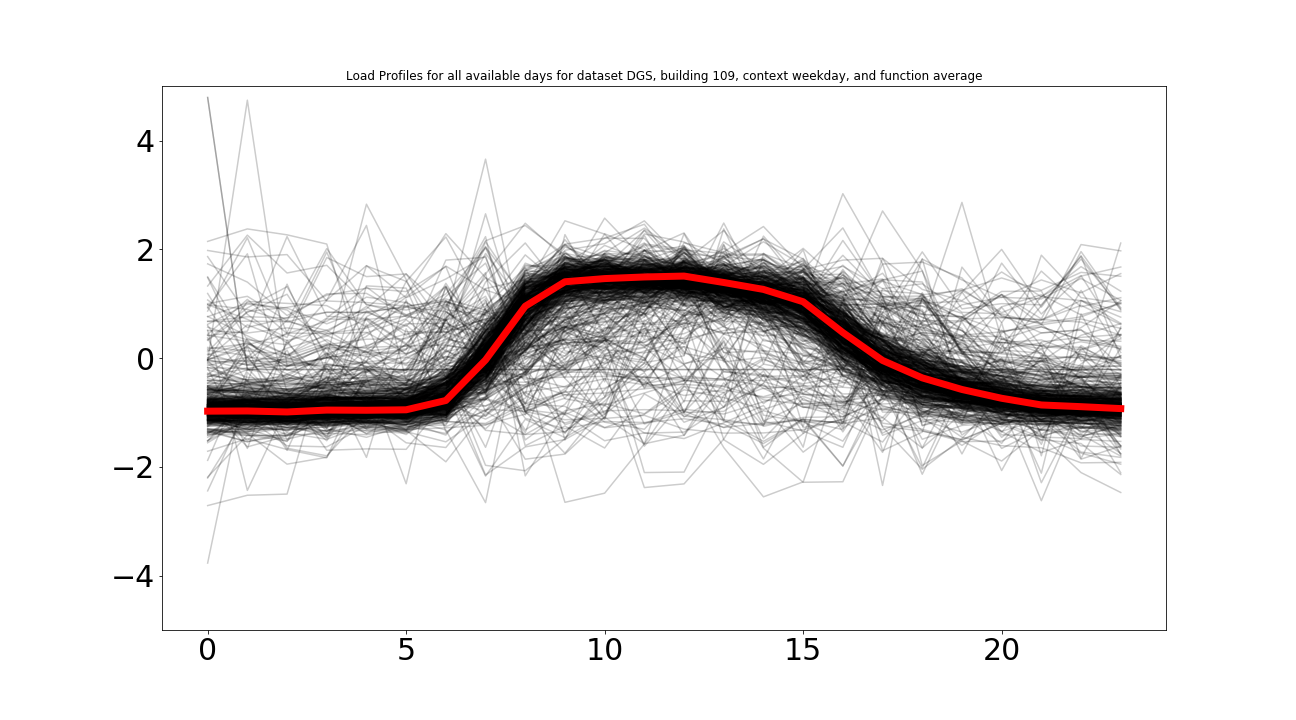 Load Profiles for all available days for dataset DGS, building 109, context weekday, and function average
4
2
0
−2
−4
0 5 10 15 20